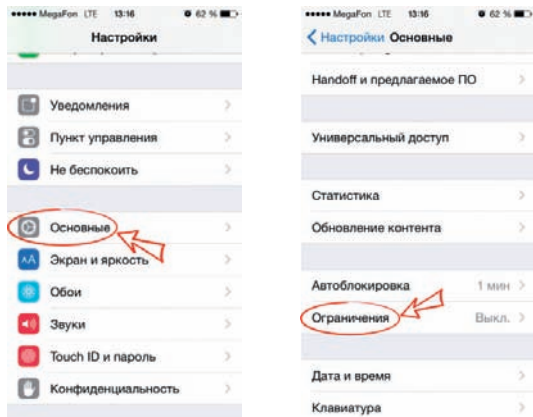 MegaFon LTE 13:16 62 %
Настройки
Уведомления
Пункт управления
Не беспокоить
Основные
AA Экран и яркость
Обои
Звуки
Touch ID и пароль
Конфиденциальность
MegaFon LTE 13:16 62 %
Настройки Основные
Handoff и предлагаемое ПО
Универсальный доступ
Статистика
Обновление контента
Автоблокировка 1 мин
Ограничения Выкл.
Дата и время
Клавиатура